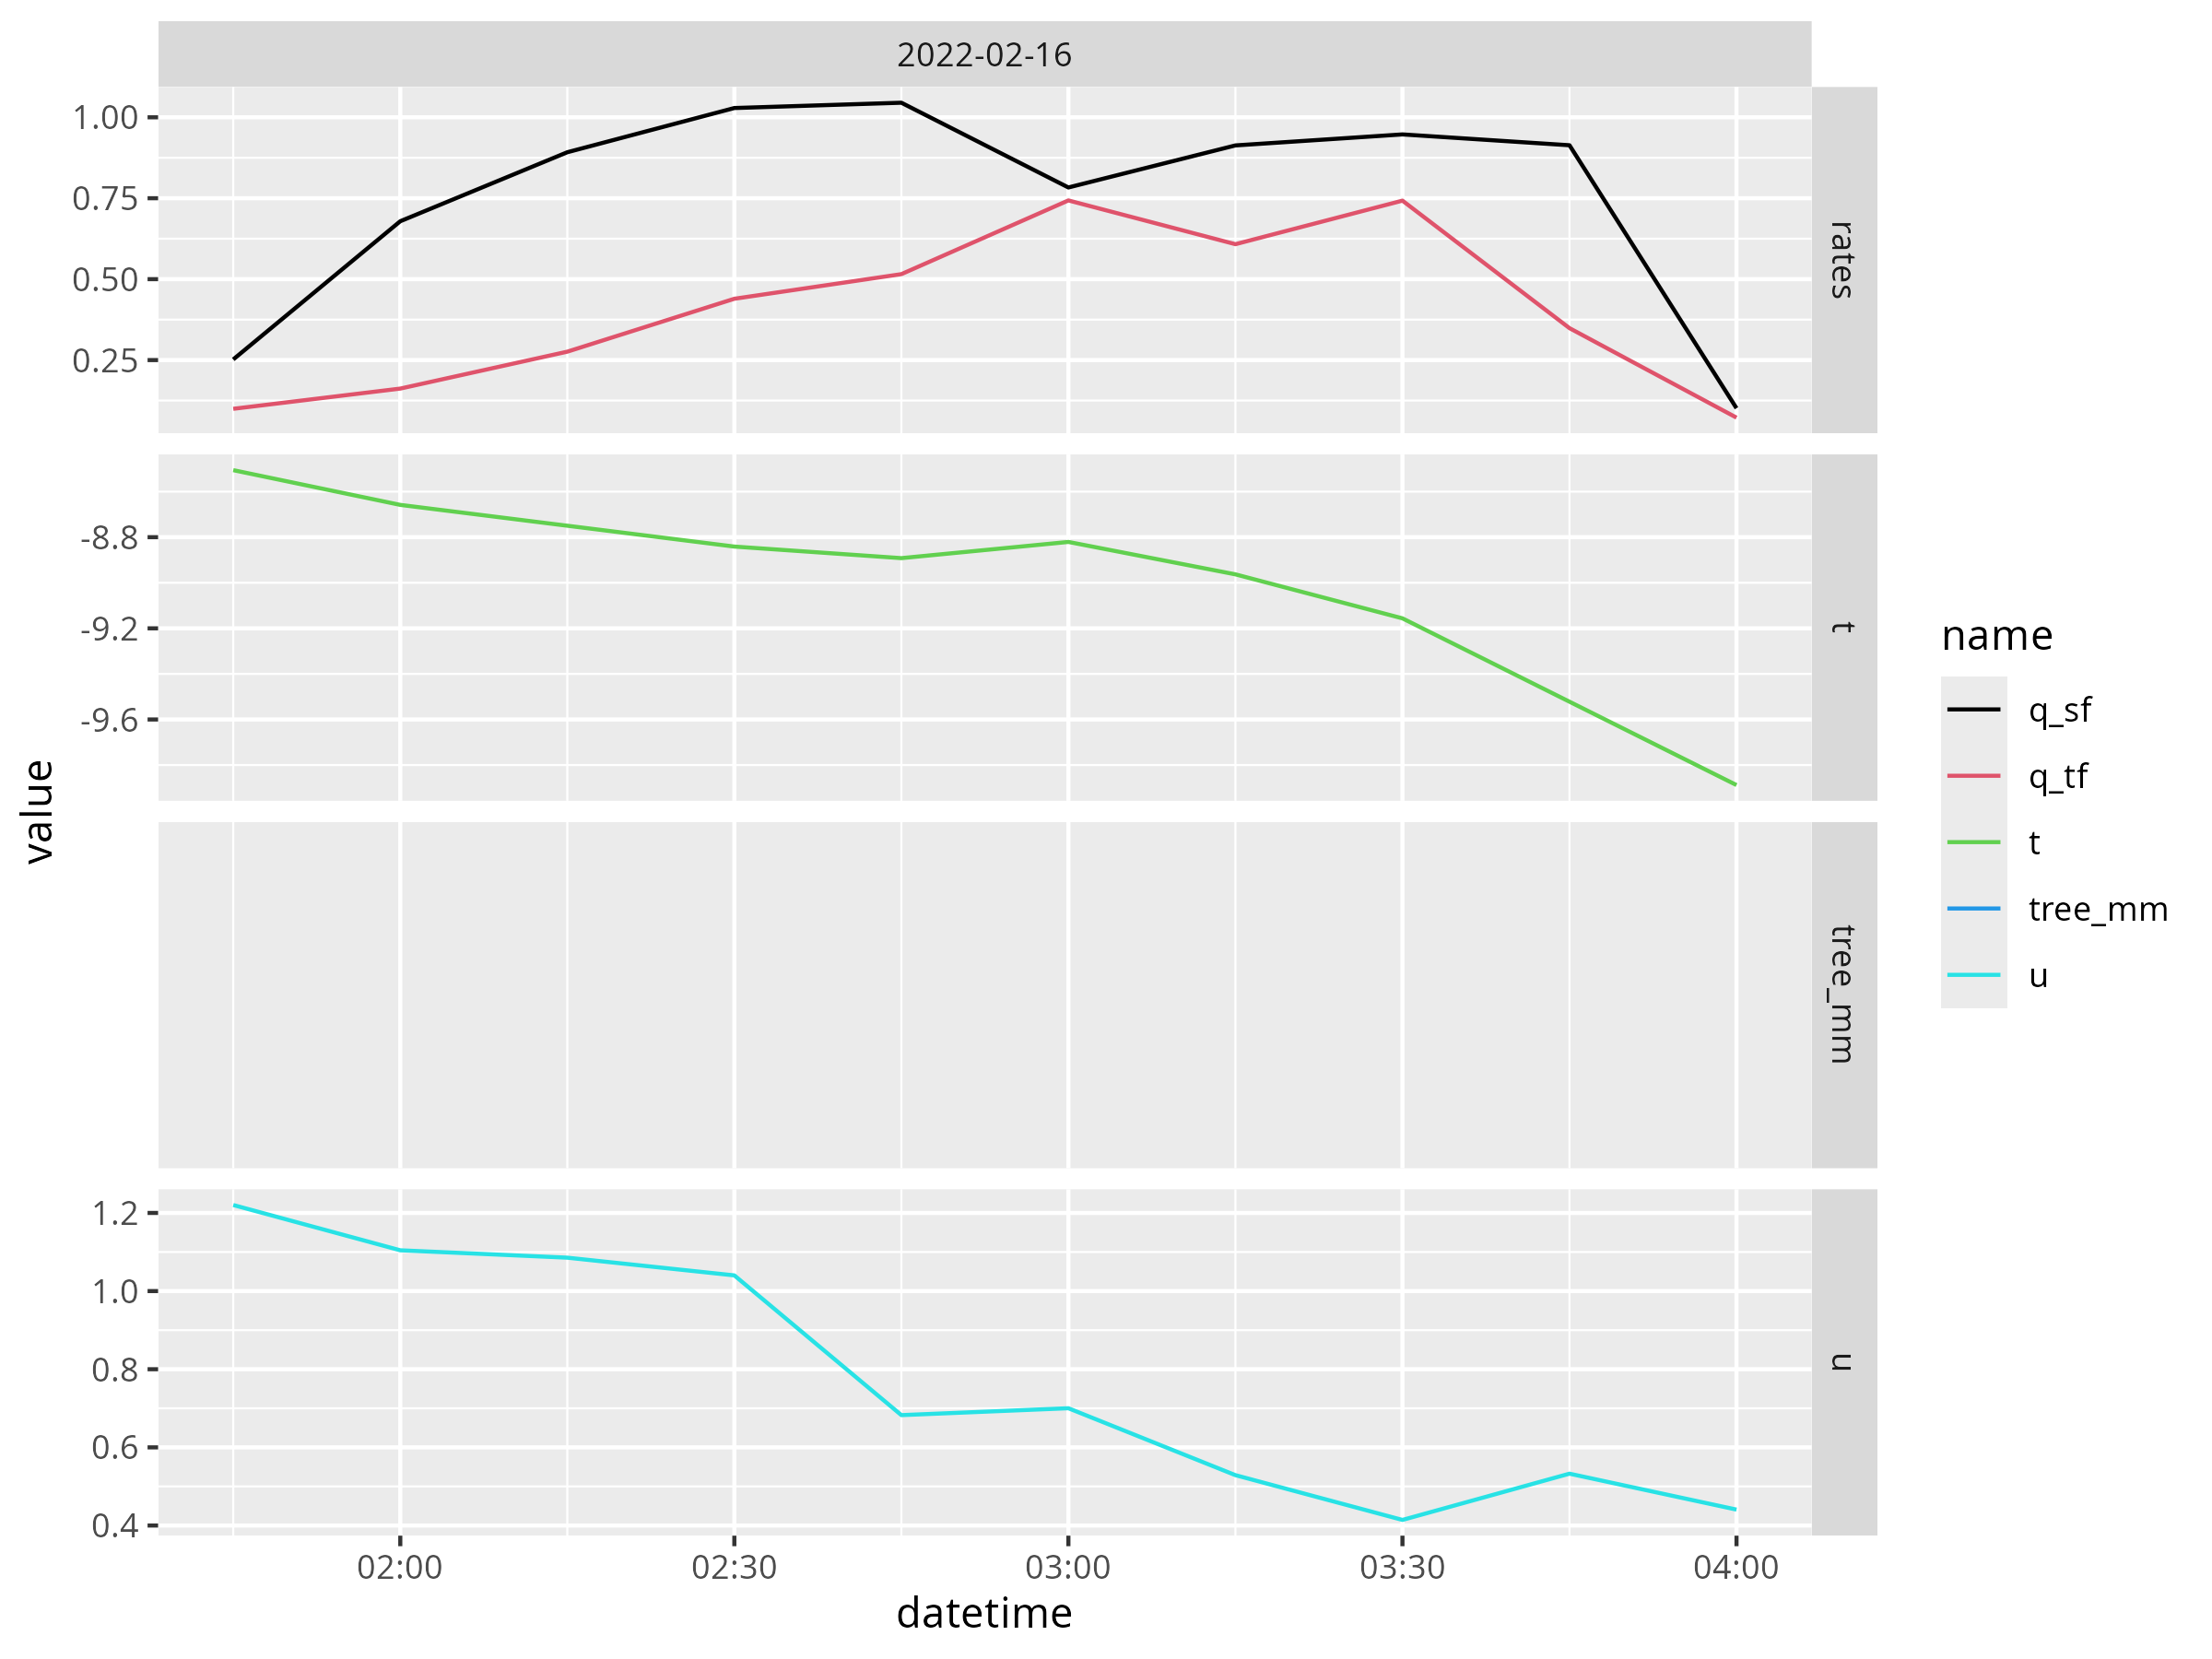 2022-02-16
1.00
0.75
0.50
0.25
rates
-8.8
-9.2
-9.6
t
tree_mm
1.2
1.0
0.8
0.6
0.4
u
02:00 02:30 03:00 03:30 04:00
datetime
value
name
q_sf
q_tf
t
tree_mm
u